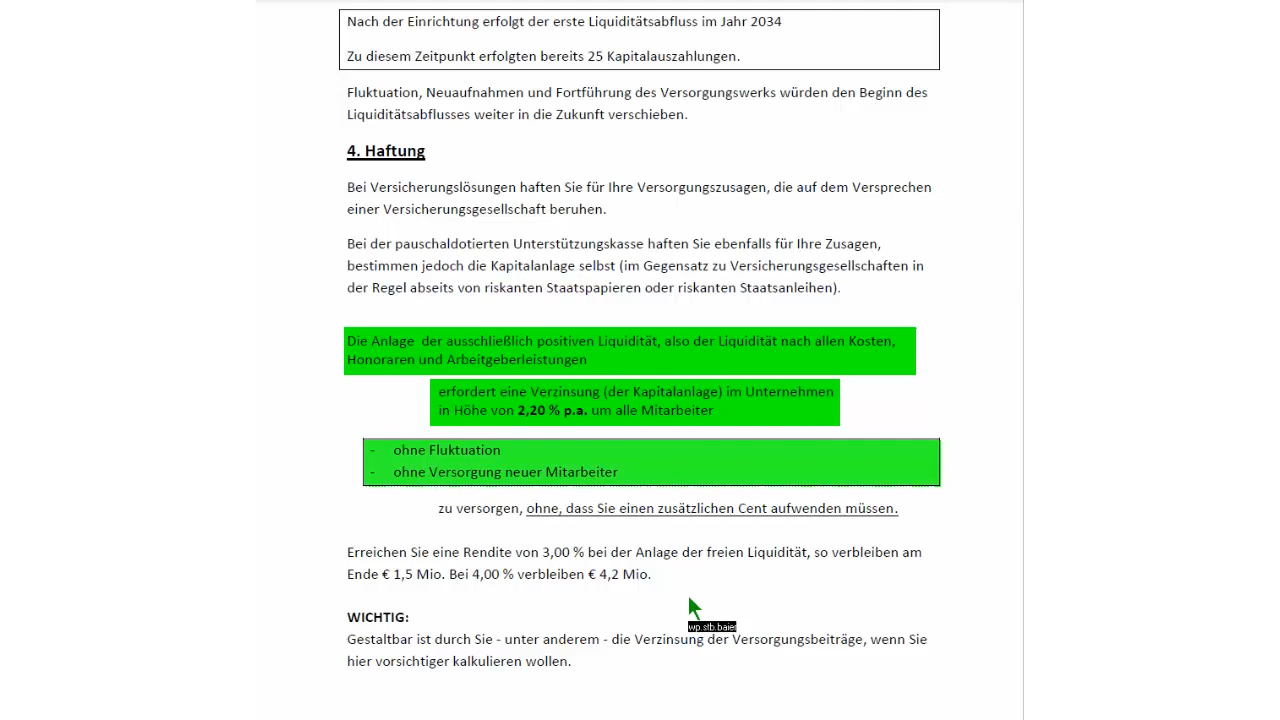 Nach der Einrichtung erfolgt der erste Liquiditätsabfluss im Jahr 2034
Zu diesem Zeitpunkt erfolgten bereits 25 Kapitalauszahlungen.
Fluktuation, Neuaufnahmen und Fortführung des Versorgungswerks würden den Beginn des
Liquiditätsabflusses weiter in die Zukunft verschieben.
4. Haftung
Bei Versicherungslösungen haften Sie für Ihre Versorgungszusagen, die auf dem Versprechen
einer Versicherungsgesellschaft beruhen.
Bei der pauschaldotierten Unterstützungskasse haften Sie ebenfalls für Ihre Zusagen,
bestimmen jedoch die Kapitalanlage selbst (im Gegensatz zu Versicherungsgesellschaften in
der Regel abseits von riskanten Staatspapieren oder riskanten Staatsanleihen).
Die Anlage der ausschließlich positiven Liquidität, also der Liquidität nach allen Kosten,
Honoraren und Arbeitgeberleistungen
erfordert eine Verzinsung (der Kapitalanlage) im Unternehmen
in Höhe von 2,20 % p.a. um alle Mitarbeiter
- ohne Fluktuation
- ohne Versorgung neuer Mitarbeiter
zu versorgen, ohne, dass Sie einen zusätzlichen Cent aufwenden müssen.
Erreichen Sie eine Rendite von 3,00 % bei der Anlage der freien Liquidität, so verbleiben am
Ende € 1,5 Mio. Bei 4,00 % verbleiben € 4,2 Mio.
WICHTIG:
wp.stb.baier
Gestaltbar ist durch Sie - unter anderem - die Verzinsung der Versorgungsbeiträge, wenn Sie
hier vorsichtiger kalkulieren wollen.